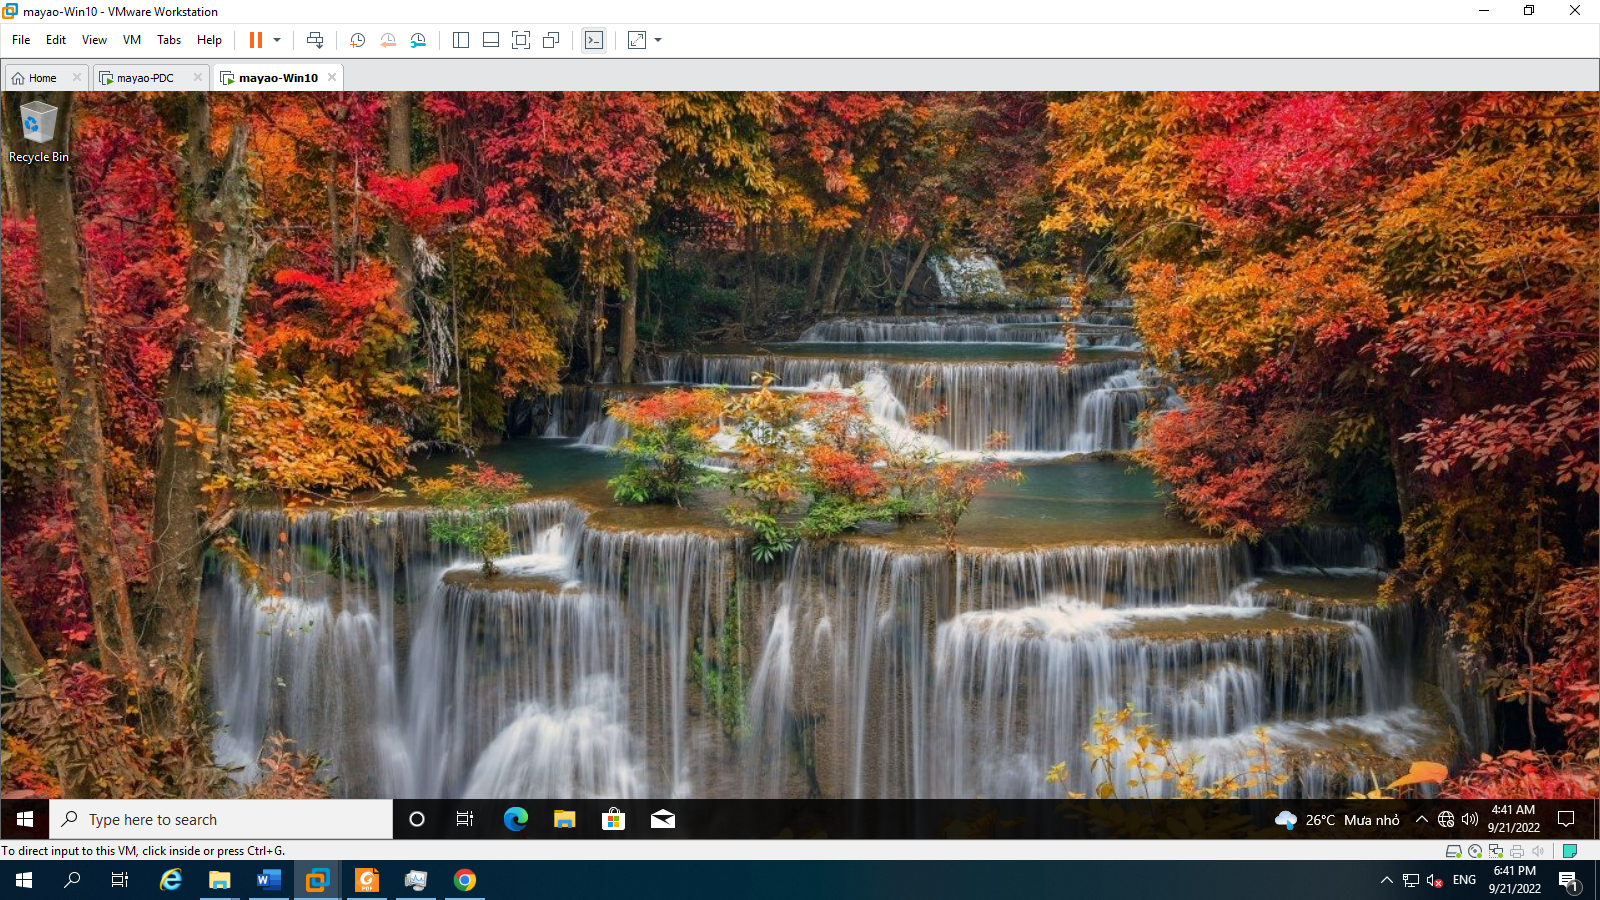 mayao-Win10 - VMware Workstation
File Edit View VM Tabs Help
Home mayao-PDC mayao-Win10
Recycle Bin
Type here to search
26°C Mưa nhỏ
4:41 AM
9/21/2022
To direct input to this VM, click inside or press Ctrl+G.
ENG
6:41 PM
9/21/2022
1